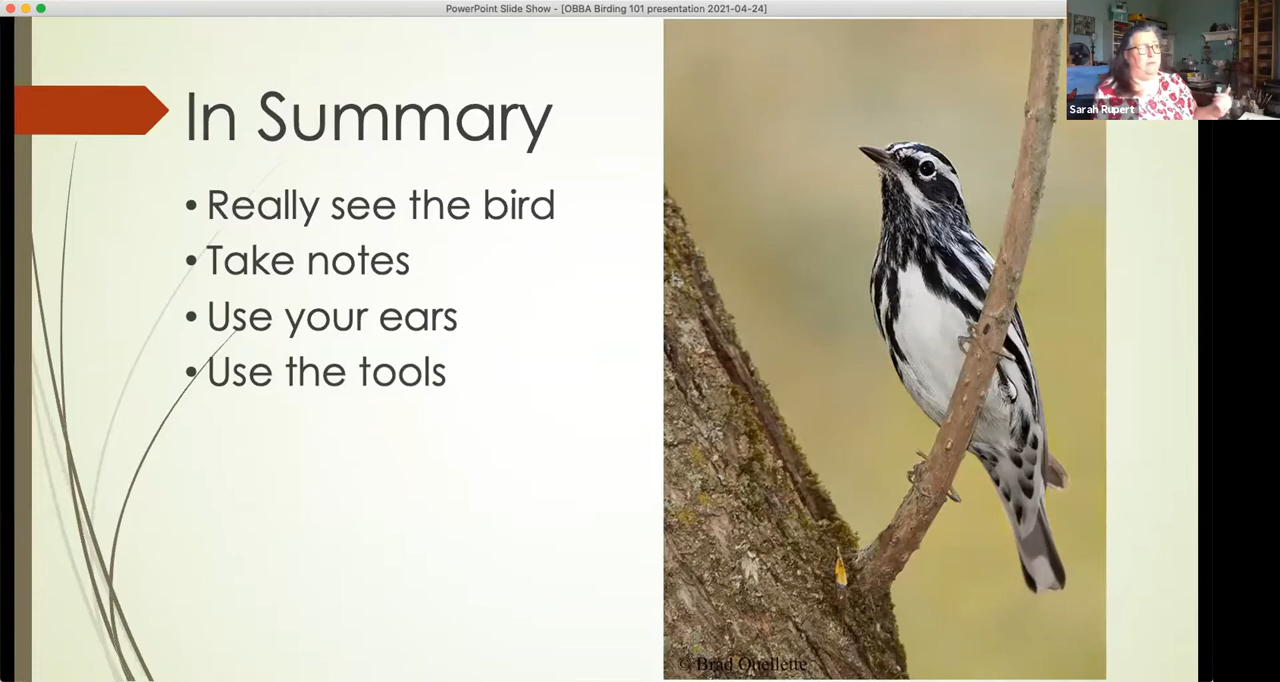 PowerPoint Slide Show - [OBBA Birding 101 presentation 2021-04-24]
Sarah Rupert
In Summary
• Really see the bird
• Take notes
• Use your ears
• Use the tools
© Brad Ouellette